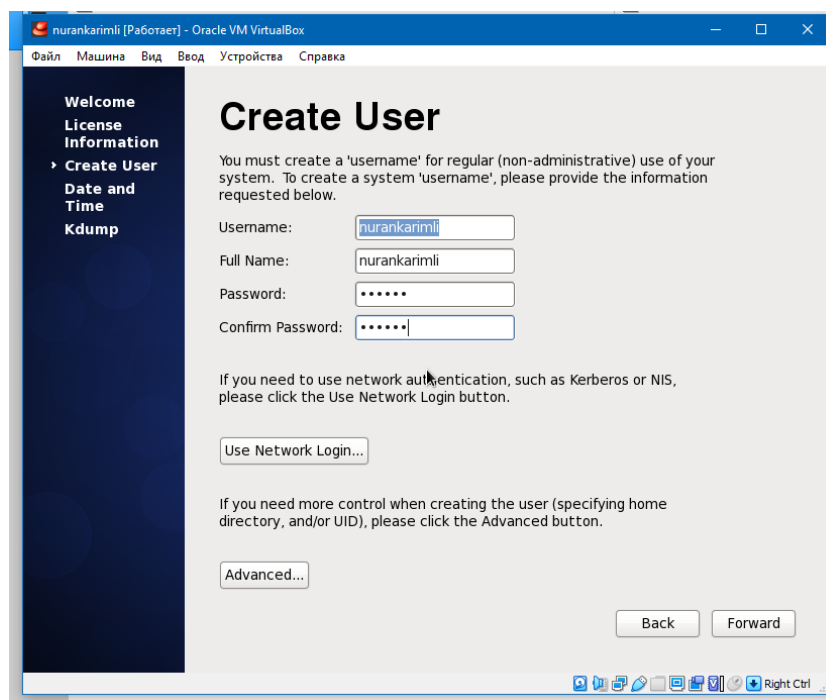 nurankarimli [Работает] - Oracle VM VirtualBox
Файл Машина Вид Ввод Устройства Справка
Welcome
License
Information
Create User
Date and
Time
Kdump
Create User
You must create a 'username' for regular (non-administrative) use of your
system. To create a system 'username', please provide the information
requested below.
Username: nurankarimli
Full Name: nurankarimli
Password: ••••••
Confirm Password: ••••••
If you need to use network authentication, such as Kerberos or NIS,
please click the Use Network Login button.
Use Network Login...
If you need more control when creating the user (specifying home
directory, and/or UID), please click the Advanced button.
Advanced...
Back Forward
Right Ctrl